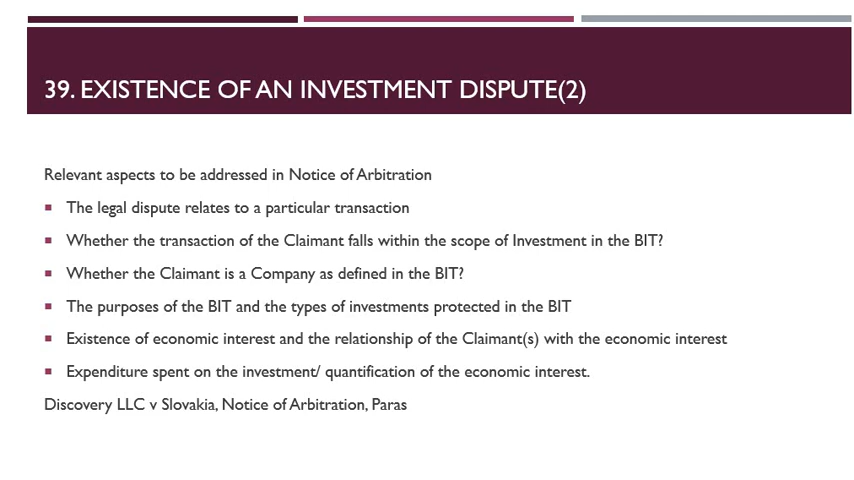 39. EXISTENCE OF AN INVESTMENT DISPUTE(2)
Relevant aspects to be addressed in Notice of Arbitration
▪ The legal dispute relates to a particular transaction
▪ Whether the transaction of the Claimant falls within the scope of Investment in the BIT?
▪ Whether the Claimant is a Company as defined in the BIT?
▪ The purposes of the BIT and the types of investments protected in the BIT
▪ Existence of economic interest and the relationship of the Claimant(s) with the economic interest
▪ Expenditure spent on the investment/ quantification of the economic interest.
Discovery LLC v Slovakia, Notice of Arbitration, Paras